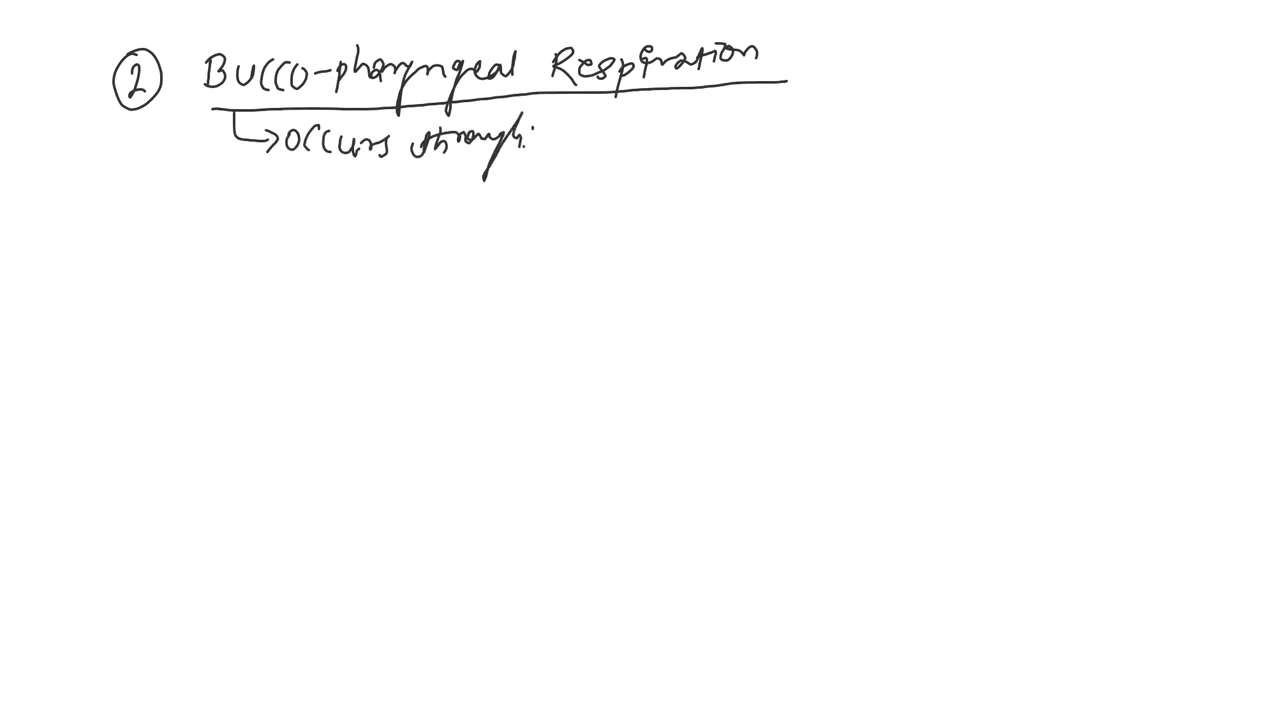 ② Bucco-pharyngeal Respiration
↳ Occurs through